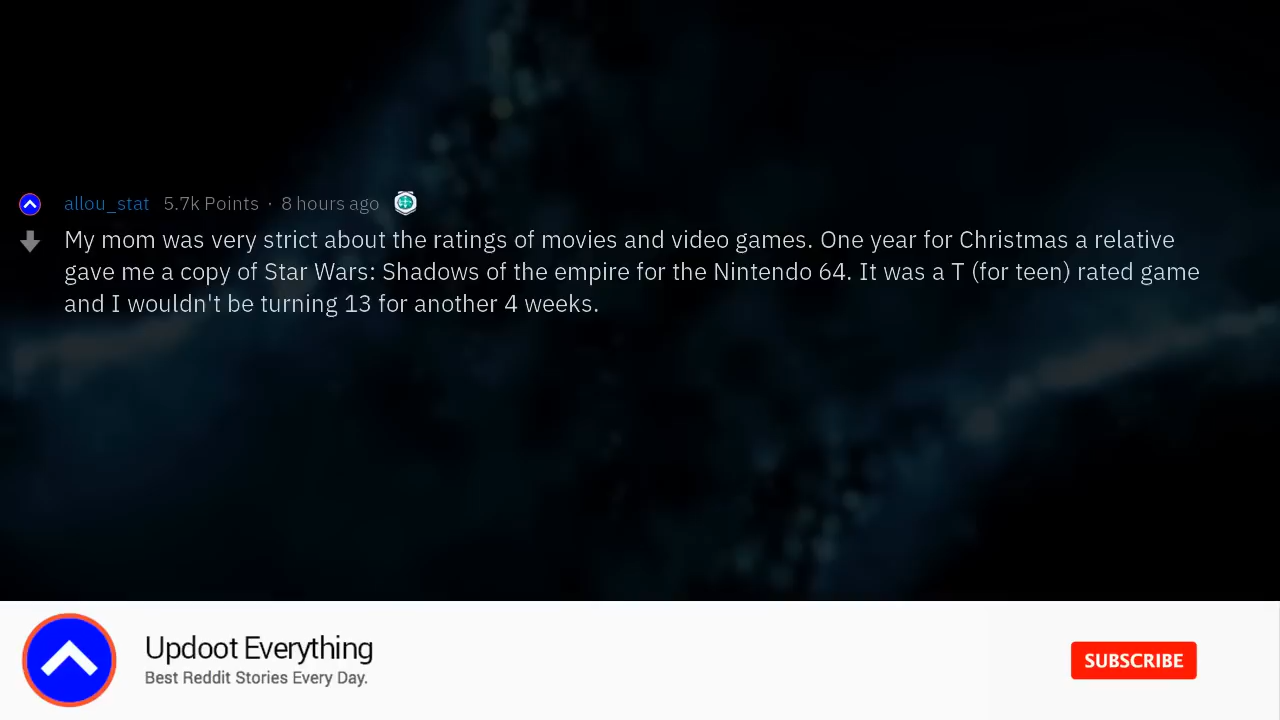 allou_stat 5.7k Points · 8 hours ago
My mom was very strict about the ratings of movies and video games. One year for Christmas a relative
gave me a copy of Star Wars: Shadows of the empire for the Nintendo 64. It was a T (for teen) rated game
and I wouldn't be turning 13 for another 4 weeks.
Updoot Everything
Best Reddit Stories Every Day.
SUBSCRIBE